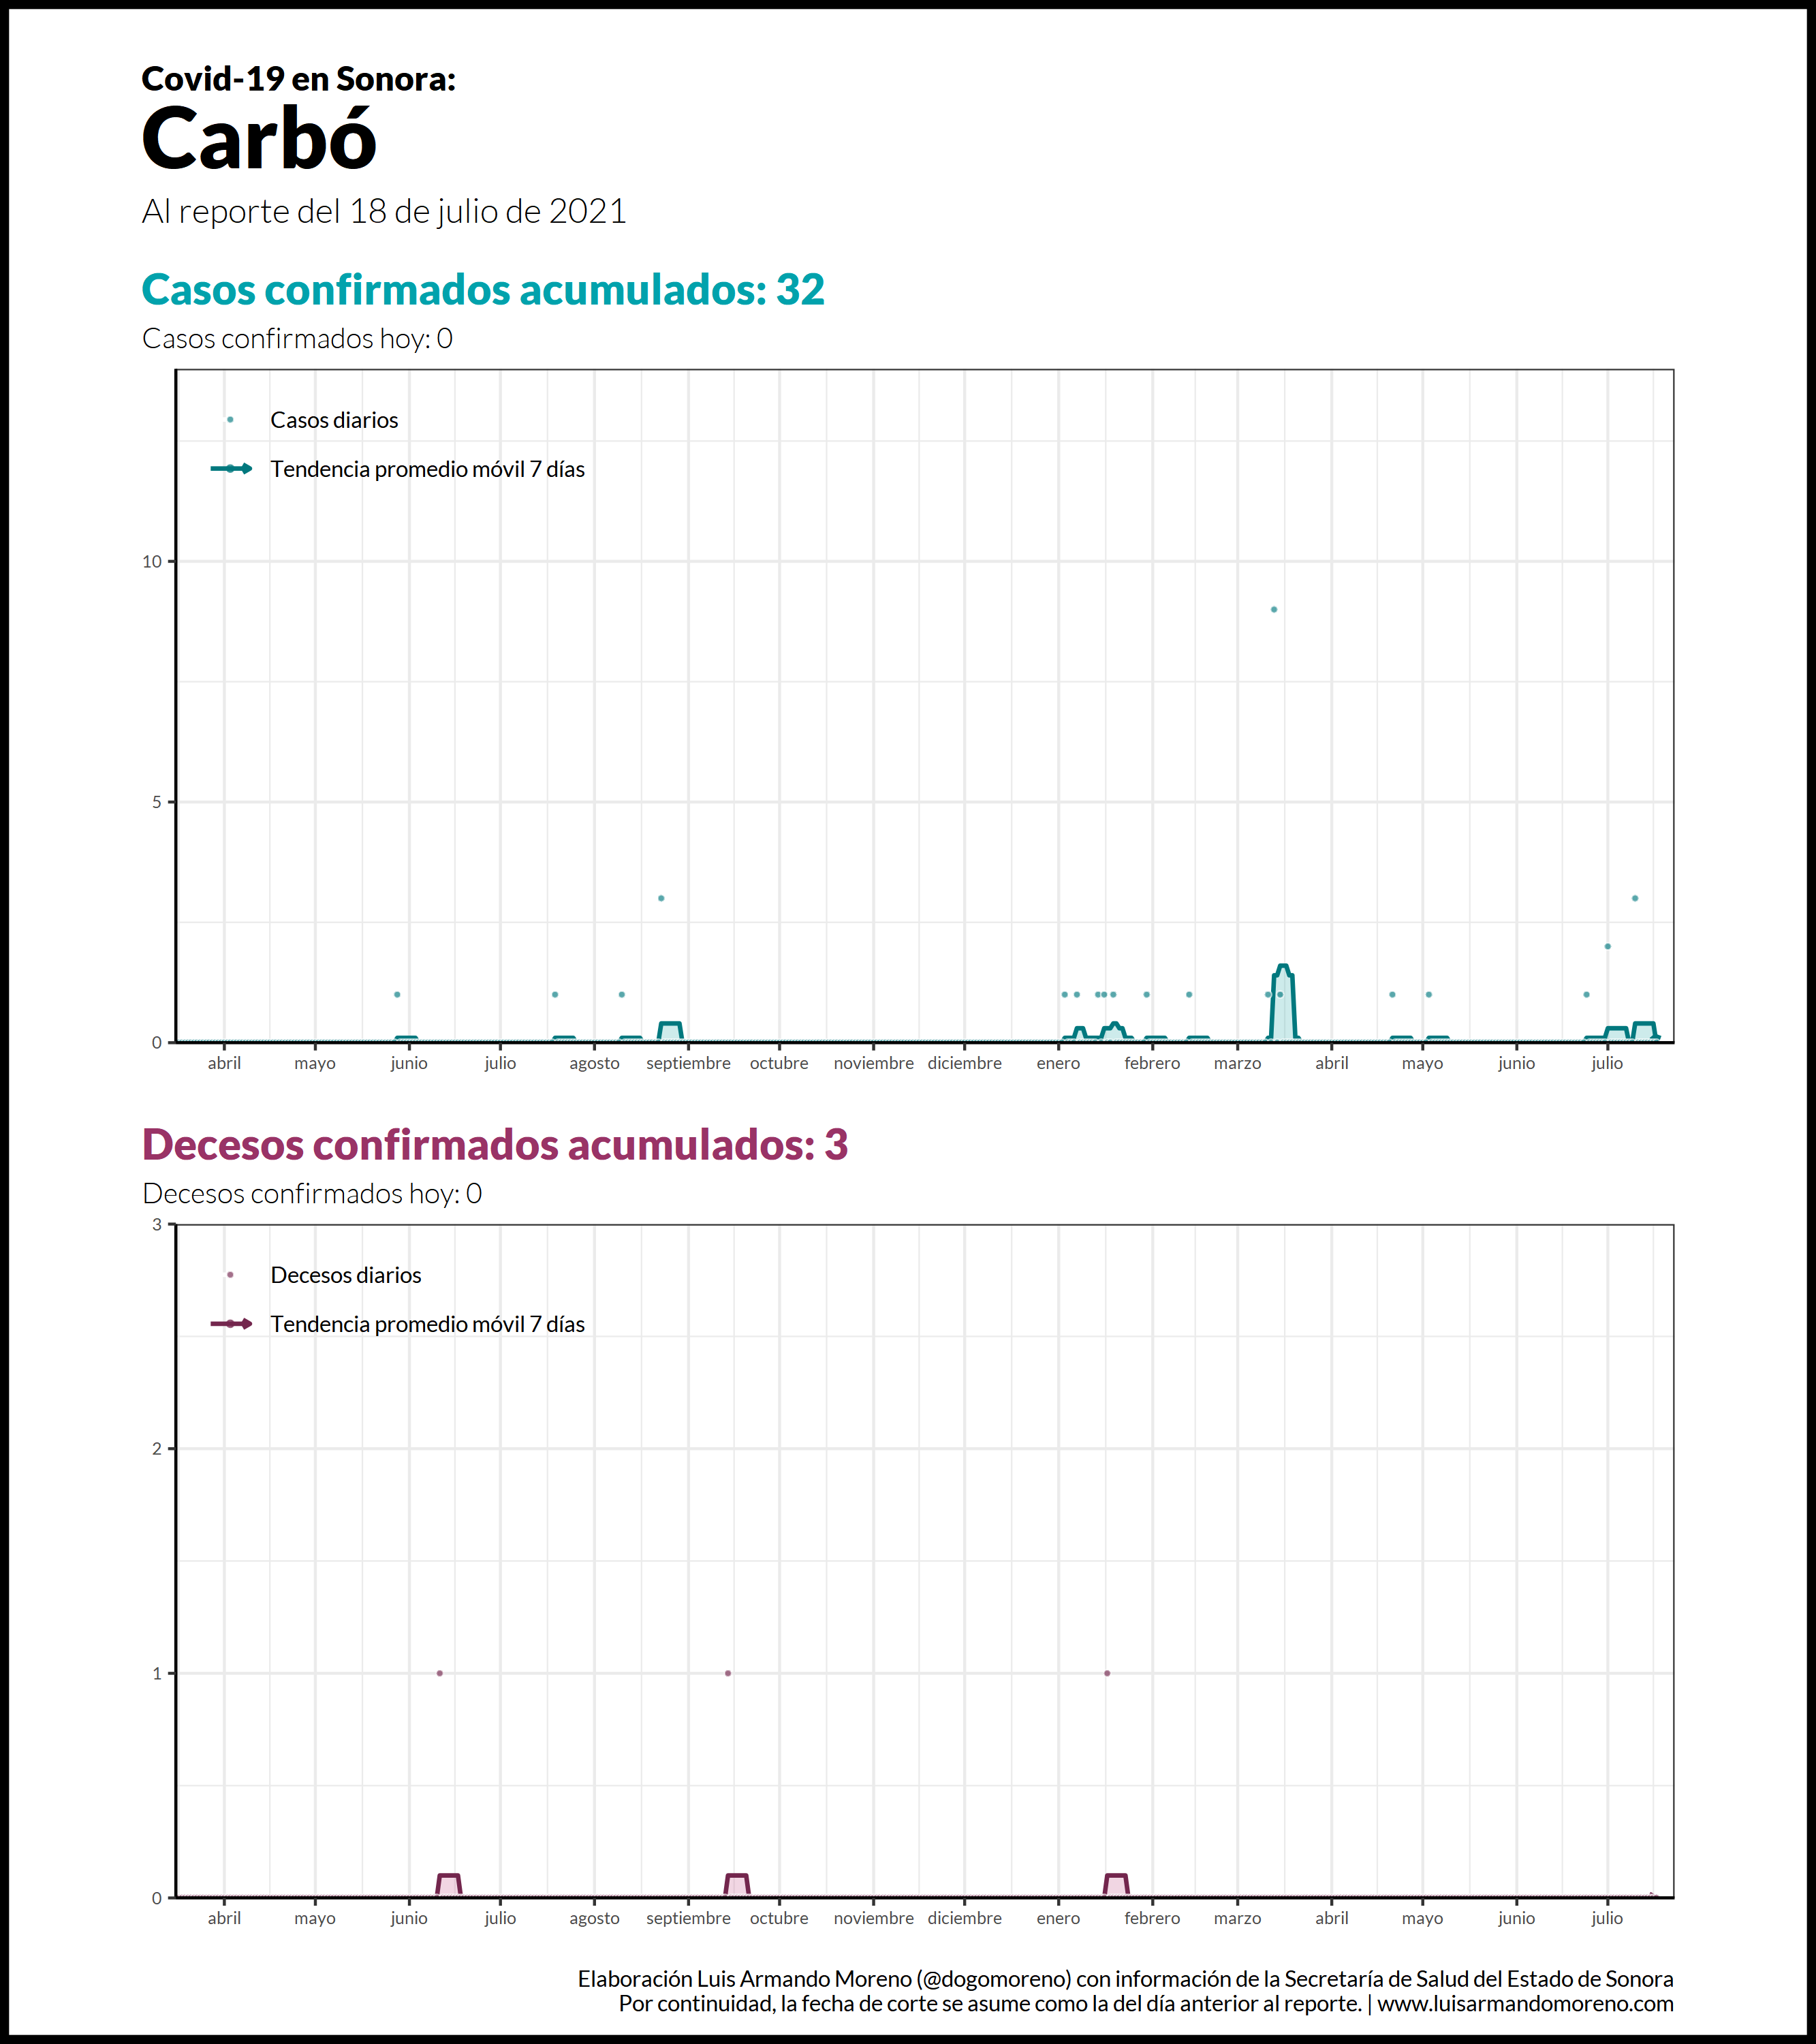 Covid-19 en Sonora:
Carbó
Al reporte del 18 de julio de 2021
Casos confirmados acumulados: 32
Casos confirmados hoy: 0
Casos diarios
Tendencia promedio móvil 7 días
10
5
0
abril mayo junio julio agosto septiembre octubre noviembre diciembre enero febrero marzo abril mayo junio julio
Decesos confirmados acumulados: 3
Decesos confirmados hoy: 0
3
Decesos diarios
Tendencia promedio móvil 7 días
2
1
0
abril mayo junio julio agosto septiembre octubre noviembre diciembre enero febrero marzo abril mayo junio julio
Elaboración Luis Armando Moreno (@dogomoreno) con información de la Secretaría de Salud del Estado de Sonora
Por continuidad, la fecha de corte se asume como la del día anterior al reporte. | www.luisarmandomoreno.com